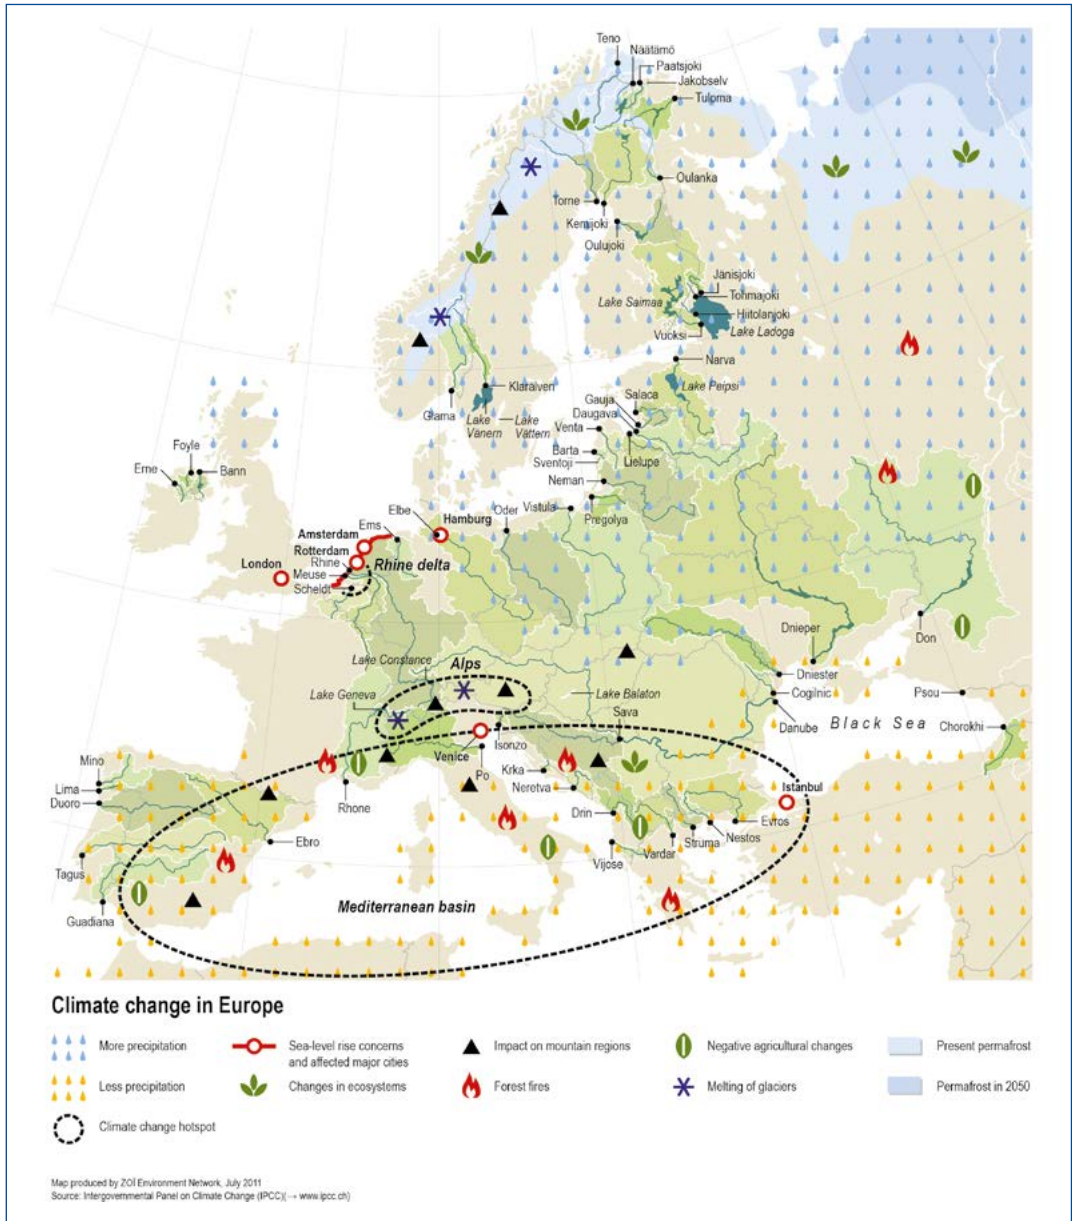 Teno
Näätämö
Paatsjoki
Jakobselv
Tuloma
Oulanka
Torne
Kemijoki
Oulujoki
Janisjoki
Lake Saimaa
Tohmajoki
Hiitolanjoki
Vuoksi
Lake Ladoga
Narva
Lake Peipsi
Klaralven
Glama
Lake
Vänern
Lake
Vättern
Salaca
Gauja
Daugava
Venta
Barta
Sventoji
Lielupe
Neman
Foyle
Erne
Bann
Vistula
Pregolya
Oder
Elbe
Hamburg
Ems
Amsterdam
Rotterdam
Rhine
London
Meuse
Scheldt
Rhine delta
Dnieper
Don
Dniester
Cogilnic
Psou
Danube
Black Sea
Chorokhi
Lake Constance
Alps
Lake Geneva
Lake Balaton
Sava
Venice
Isonzo
Po
Krka
Neretva
Istanbul
Mino
Lima
Duoro
Rhone
Drin
Evros
Nestos
Struma
Vardar
Vijose
Ebro
Tagus
Guadiana
Mediterranean basin
Climate change in Europe
More precipitation
Sea-level rise concerns
and affected major cities
Impact on mountain regions
Negative agricultural changes
Present permafrost
Less precipitation
Changes in ecosystems
Forest fires
Melting of glaciers
Permafrost in 2050
Climate change hotspot
Map produced by ZOÏ Environment Network, July 2011
Source: Intergovernmental Panel on Climate Change (IPCC)(→ www.ipcc.ch)